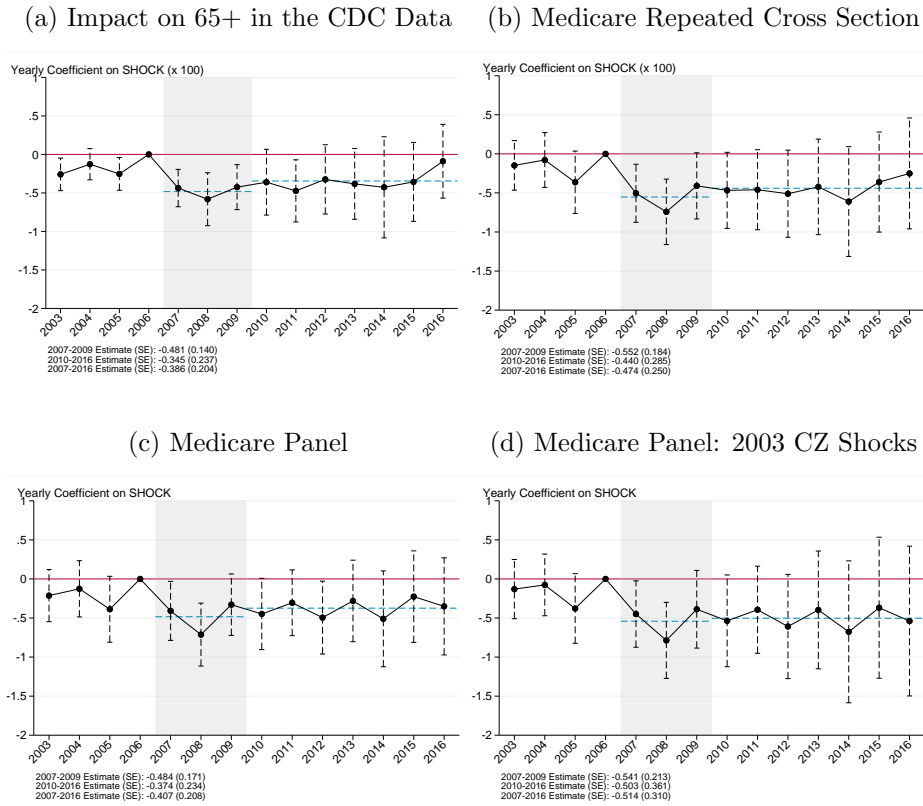 (a) Impact on 65+ in the CDC Data
Yearly Coefficient on SHOCK (x 100)
1
.5
0
-.5
-1
-1.5
-2
2003 2004 2005 2006 2007 2008 2009 2010 2011 2012 2013 2014 2015 2016
2007-2009 Estimate (SE): -0.481 (0.140)
2010-2016 Estimate (SE): -0.345 (0.237)
2007-2016 Estimate (SE): -0.386 (0.204)
(b) Medicare Repeated Cross Section
Yearly Coefficient on SHOCK (x 100)
1
.5
0
-.5
-1
-1.5
-2
2003 2004 2005 2006 2007 2008 2009 2010 2011 2012 2013 2014 2015 2016
2007-2009 Estimate (SE): -0.552 (0.184)
2010-2016 Estimate (SE): -0.440 (0.285)
2007-2016 Estimate (SE): -0.474 (0.250)
(c) Medicare Panel
Yearly Coefficient on SHOCK
1
.5
0
-.5
-1
-1.5
-2
2003 2004 2005 2006 2007 2008 2009 2010 2011 2012 2013 2014 2015 2016
2007-2009 Estimate (SE): -0.484 (0.171)
2010-2016 Estimate (SE): -0.374 (0.234)
2007-2016 Estimate (SE): -0.407 (0.208)
(d) Medicare Panel: 2003 CZ Shocks
Yearly Coefficient on SHOCK
1
.5
0
-.5
-1
-1.5
-2
2003 2004 2005 2006 2007 2008 2009 2010 2011 2012 2013 2014 2015 2016
2007-2009 Estimate (SE): -0.541 (0.213)
2010-2016 Estimate (SE): -0.503 (0.361)
2007-2016 Estimate (SE): -0.514 (0.310)